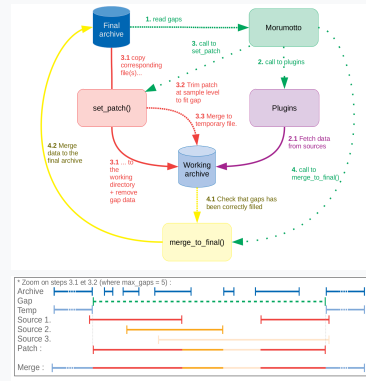 Final
archive
1. read gaps
Morumotto
3. call to
set_patch
2. call to plugins
3.1 copy
corresponding
file(s)...
3.2 Trim patch
at sample level
to fit gap
set_patch()
Plugins
3.3 Merge to
temporary file.
4.2 Merge
data to the
final archive
3.1 ... to
the
working
directory
+ remove
gap data.
2.1 Fetch data
from sources
Working
archive
4. call to
merge_to_final()
4.1 Check that gaps has
been correctly filled
merge_to_final()
* Zoom on steps 3.1 et 3.2 (where max_gaps = 5) :
Archive
Gap
Temp
Source 1.
Source 2.
Source 3.
Patch :
Merge :